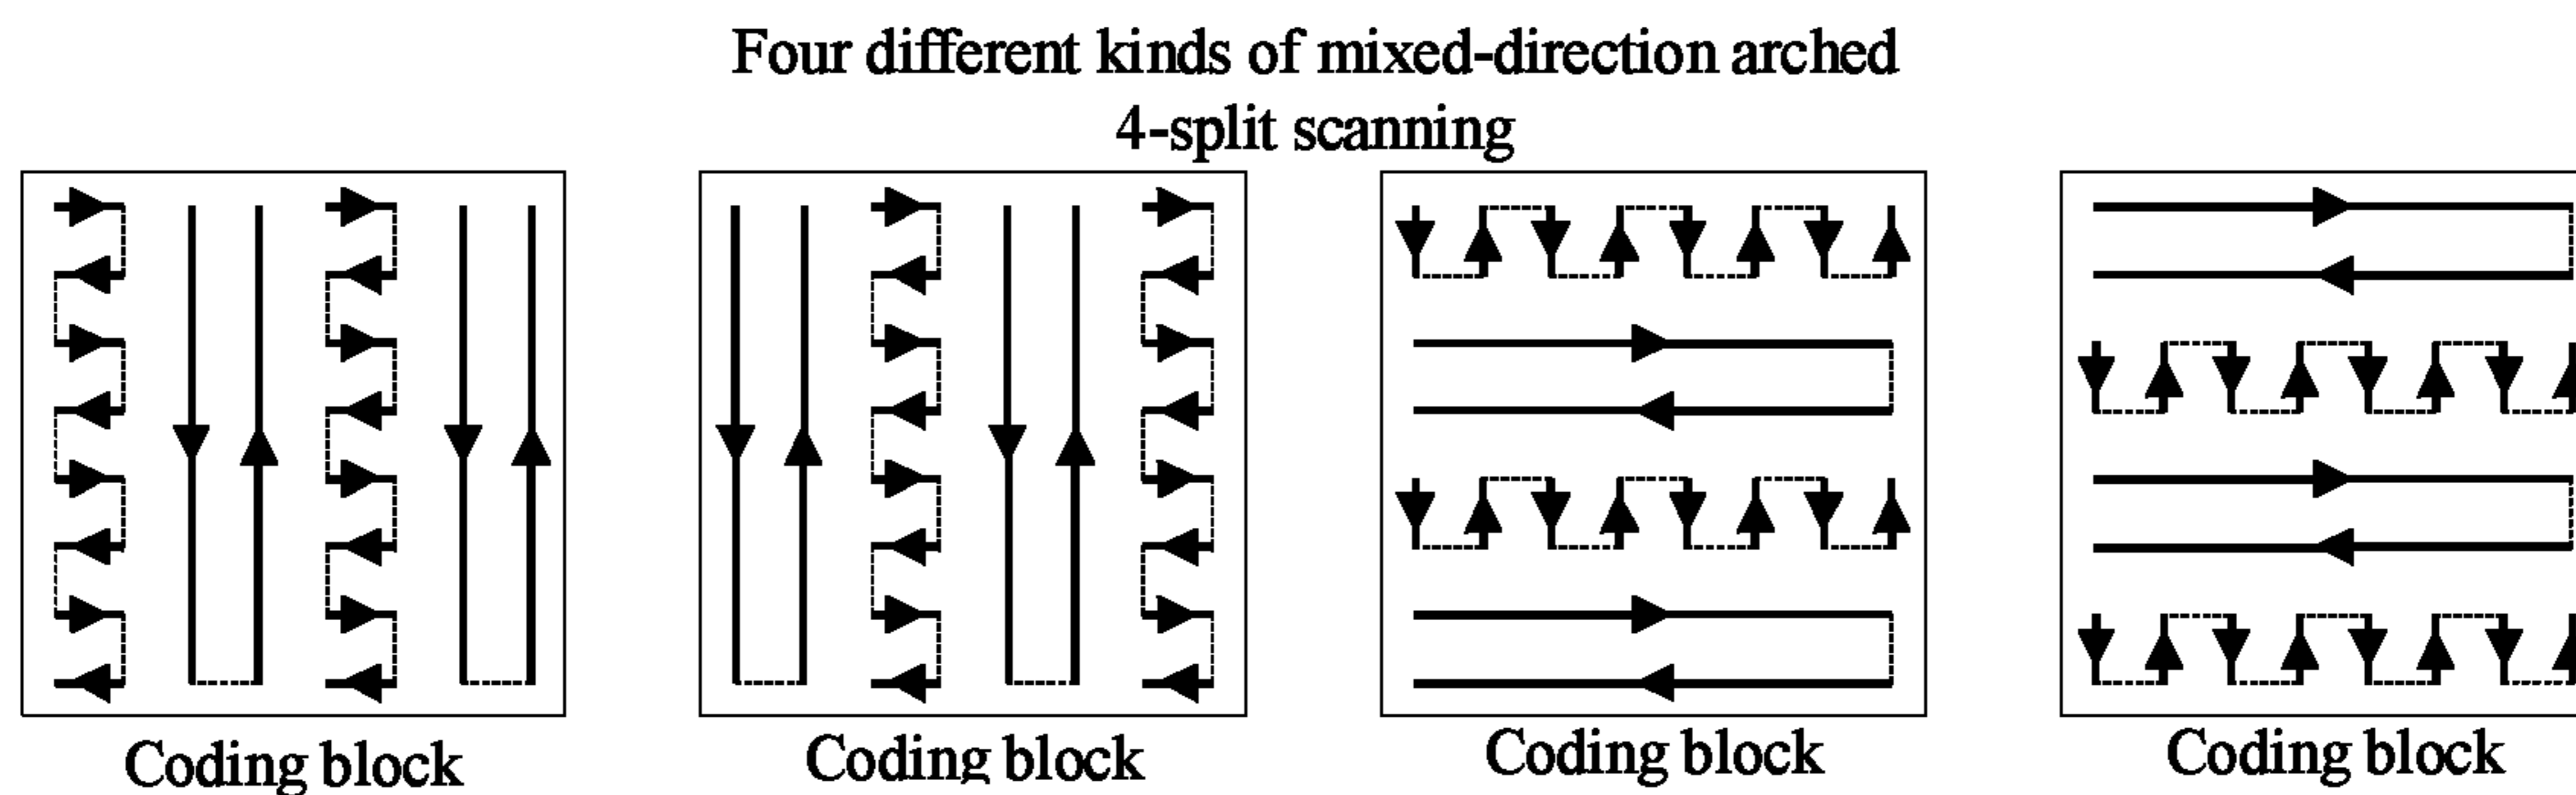 Four different kinds of mixed-direction arched
4-split scanning
Coding block
Coding block
Coding block
Coding block